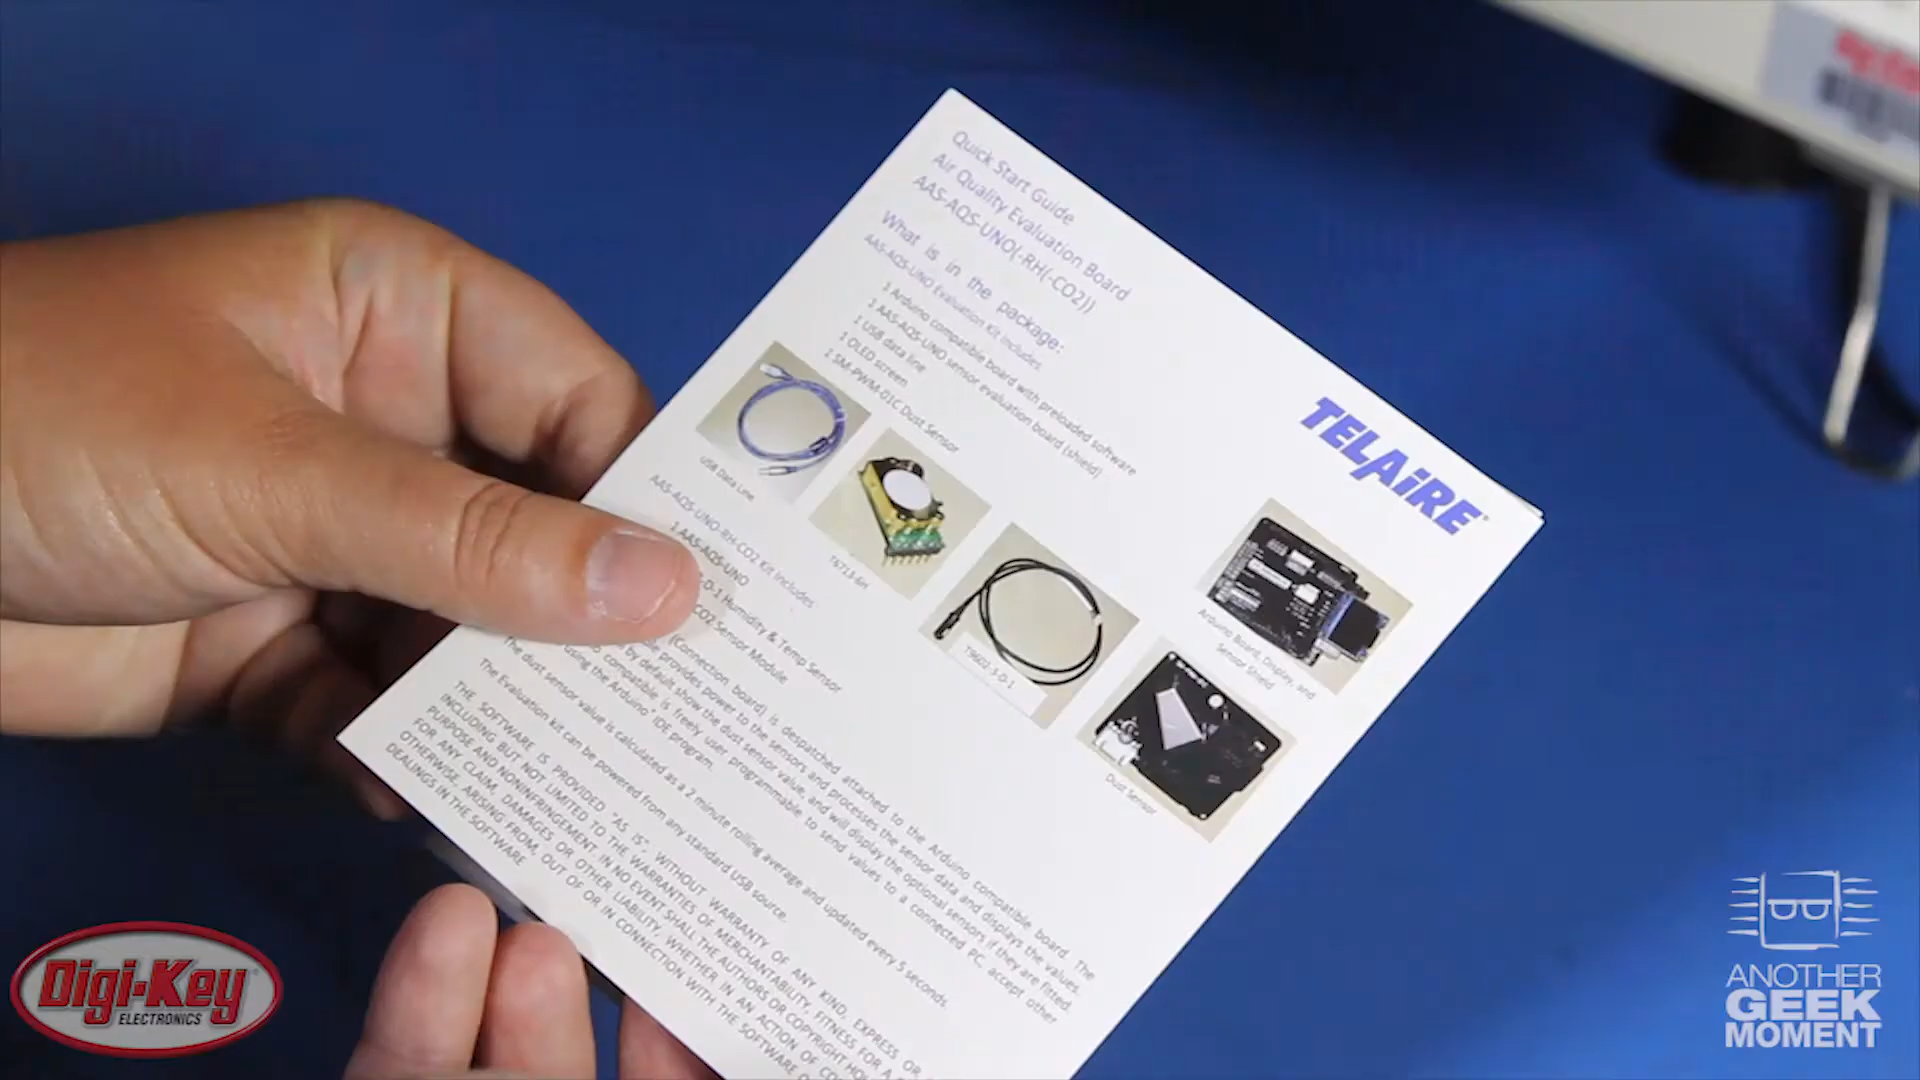 Quick Start Guide
Air Quality Evaluation Board
AAS-AQS-UNO(-RH(-CO2))
What is in the package:
AAS-AQS-UNO Evaluation Kit includes
1 Arduino compatible board with preloaded software
1 AAS-AQS-UNO sensor evaluation board (shield)
1 USB data line
1 OLED screen
1 SM-PWM-01C Dust Sensor
TELAIRE
USB Data Line
T6713-6H
T9602-3-D-1
Arduino Board, Display, and
Sensor Shield
Dust Sensor
AAS-AQS-UNO-RH-CO2 Kit Includes
1 AAS-AQS-UNO
-D-1 Humidity & Temp Sensor
CO2 Sensor Module
(Connection board) is despatched attached to the Arduino compatible board. The
provides power to the sensors and processes the sensor data and displays the values.
by default show the dust sensor value, and will display the optional sensors if they are fitted.
compatible is freely user programmable to send values to a connected PC, accept other
using the Arduino IDE program.
The dust sensor value is calculated as a 2 minute rolling average and updated every 5 seconds.
The Evaluation kit can be powered from any standard USB source.
THE SOFTWARE IS PROVIDED "AS IS", WITHOUT WARRANTY OF ANY KIND, EXPRESS OR
INCLUDING BUT NOT LIMITED TO THE WARRANTIES OF MERCHANTABILITY, FITNESS FOR A
PURPOSE AND NONINFRINGEMENT. IN NO EVENT SHALL THE AUTHORS OR COPYRIGHT
FOR ANY CLAIM, DAMAGES OR OTHER LIABILITY, WHETHER IN AN ACTION OF
OTHERWISE, ARISING FROM, OUT OF OR IN CONNECTION WITH THE SOFTWARE
DEALINGS IN THE SOFTWARE
Digi-Key
ELECTRONICS
ANOTHER
GEEK
MOMENT